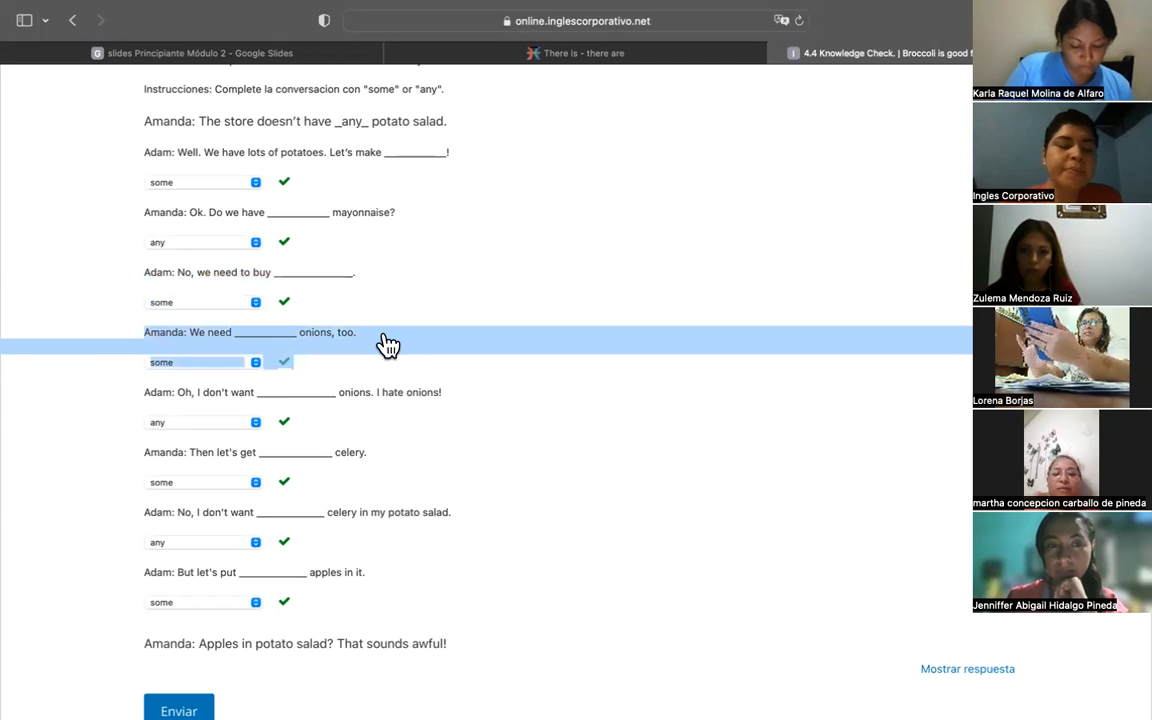 online.inglescorporativo.net
G slides Principiante Módulo 2 - Google Slides
There is - there are
I 4.4 Knowledge Check. | Broccoli is good f
Instrucciones: Complete la conversacion con "some" or "any".
Amanda: The store doesn't have _any_ potato salad.
Adam: Well. We have lots of potatoes. Let's make __________!
some
Amanda: Ok. Do we have __________ mayonnaise?
any
Adam: No, we need to buy _____________.
some
Amanda: We need __________ onions, too.
some
Adam: Oh, I don't want _____________ onions. I hate onions!
any
Amanda: Then let's get ____________ celery.
some
Adam: No, I don't want ___________ celery in my potato salad.
any
Adam: But let's put ___________ apples in it.
some
Amanda: Apples in potato salad? That sounds awful!
Mostrar respuesta
Enviar
Karla Raquel Molina de Alfaro
Ingles Corporativo
Zulema Mendoza Ruiz
Lorena Borjas
martha concepcion carballo de pineda
Jenniffer Abigail Hidalgo Pineda